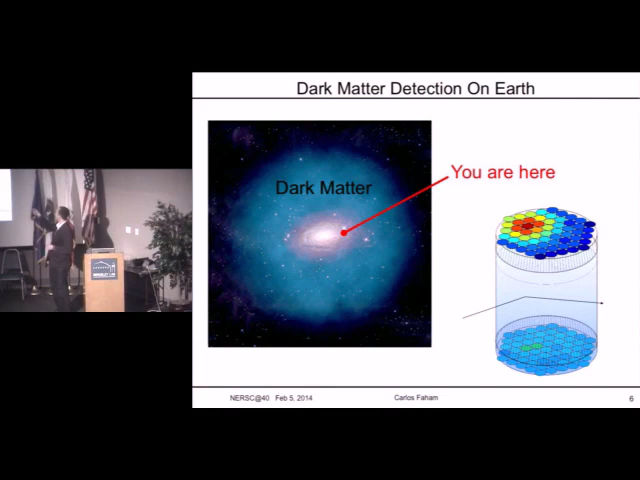 Dark Matter Detection On Earth
Dark Matter
You are here
NERSC@40 Feb 5, 2014
Carlos Faham
6